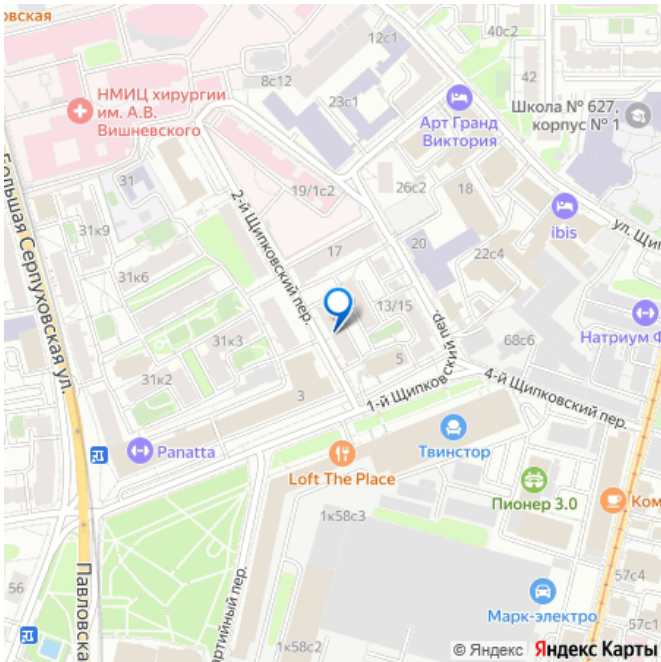 овская
40с2
12с1
42
8с12
НМИЦ хирургии
им. А.В.
Вишневского
23с1
Арт Гранд
Виктория
Школа № 627,
корпус № 1
Большая Серпуховская ул.
31
2-й Щипковский пер.
19/1с2
26с2
18
ibis
ул. Щип
31к9
17
20
22с4
31к6
13/15
Натриум Ф
31к3
5
68с6
31к2
3
1-й Щипковский пер.
4-й Щипковский пер.
Panatta
Твинстор
Loft The Place
Пионер 3.0
Ком
1к58с3
56
Павловска
артийный пер.
57с4
Марк-электро
57с1
1к58с2
© Яндекс Яндекс Карты